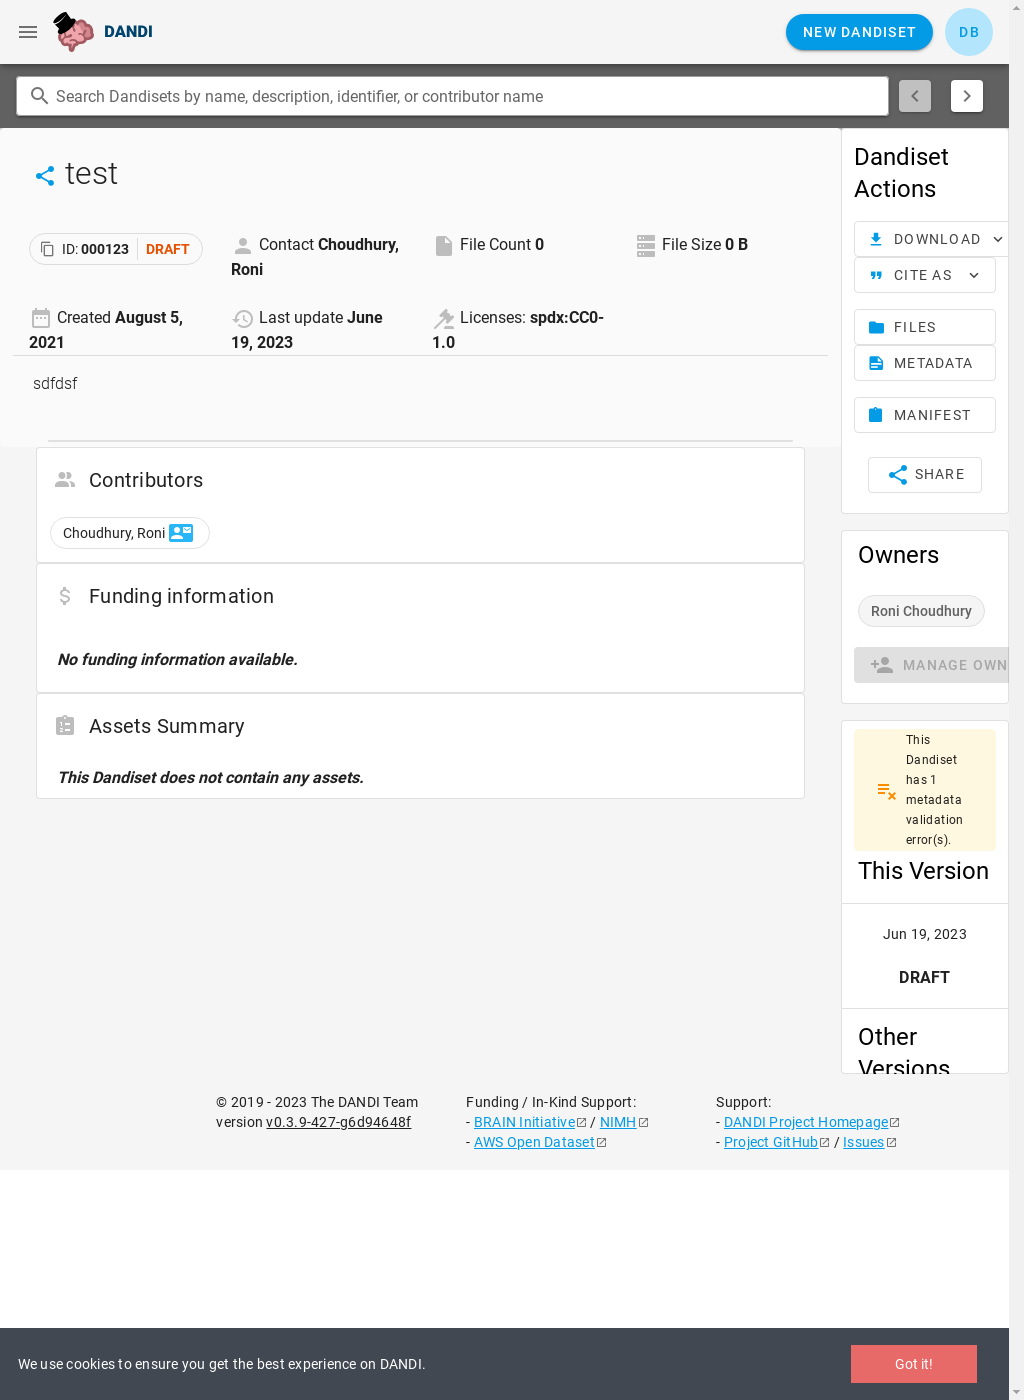 DANDI
NEW DANDISET
DB
Search Dandisets by name, description, identifier, or contributor name
test
ID: 000123 DRAFT
Contact Choudhury,
Roni
File Count 0
File Size 0 B
Created August 5,
2021
Last update June
19, 2023
Licenses: spdx:CC0-
1.0
sdfdsf
Contributors
Choudhury, Roni
Funding information
No funding information available.
Assets Summary
This Dandiset does not contain any assets.
Dandiset
Actions
DOWNLOAD
CITE AS
FILES
METADATA
MANIFEST
SHARE
Owners
Roni Choudhury
MANAGE OWN
This
Dandiset
has 1
metadata
validation
error(s).
This Version
Jun 19, 2023
DRAFT
Other
Versions
© 2019 - 2023 The DANDI Team
version v0.3.9-427-g6d94648f
Funding / In-Kind Support:
- BRAIN Initiative / NIMH
- AWS Open Dataset
Support:
- DANDI Project Homepage
- Project GitHub / Issues
We use cookies to ensure you get the best experience on DANDI.
Got it!